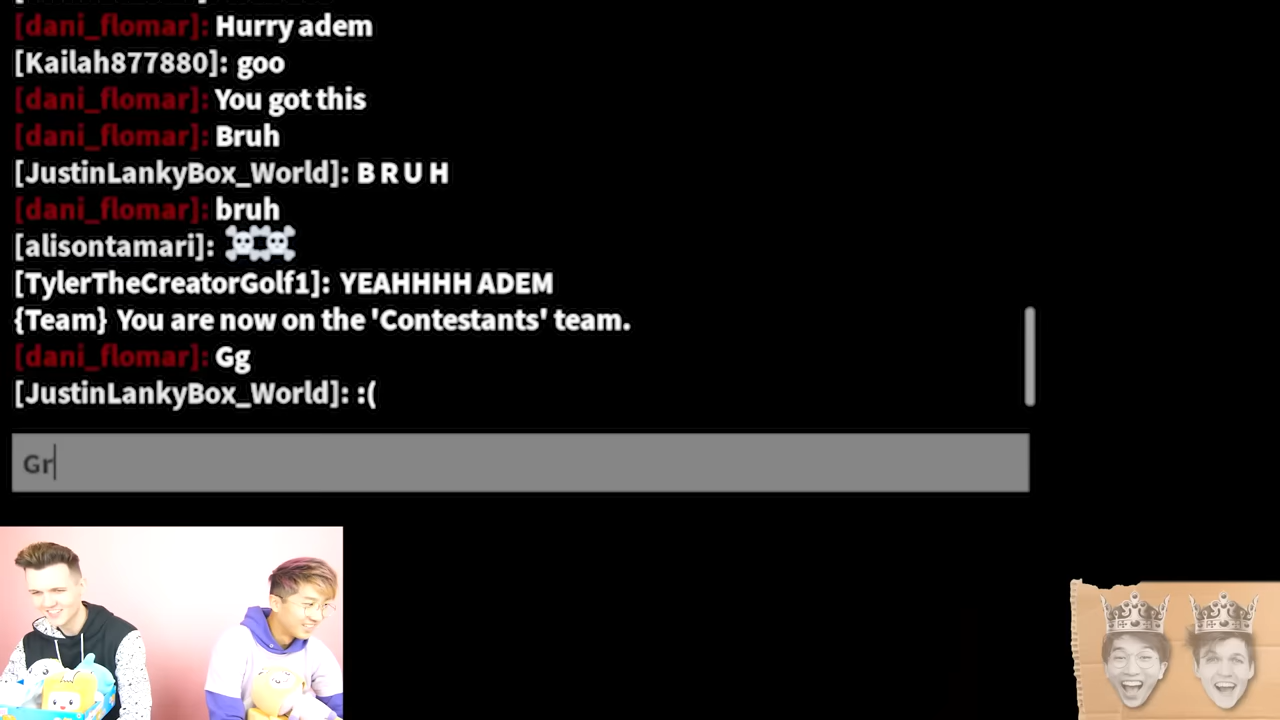 [dani_flomar]: Hurry adem
[Kailah877880]: goo
[dani_flomar]: You got this
[dani_flomar]: Bruh
[JustinLankyBox_World]: B R U H
[dani_flomar]: bruh
[alisontamari]: ☠️☠️
[TylerTheCreatorGolf1]: YEAHHHH ADEM
{Team} You are now on the 'Contestants' team.
[dani_flomar]: Gg
[JustinLankyBox_World]: :(
Gr